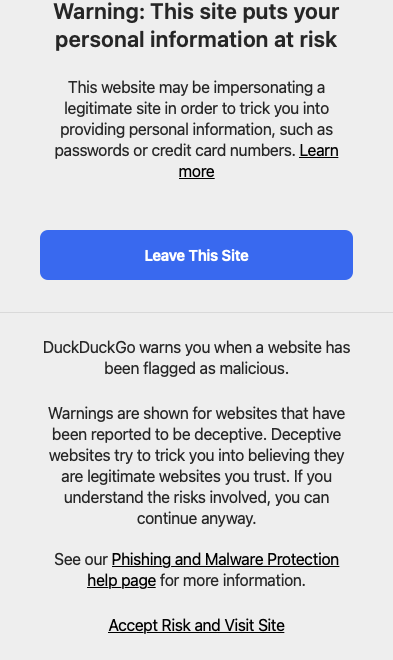 Warning: This site puts your
personal information at risk
This website may be impersonating a
legitimate site in order to trick you into
providing personal information, such as
passwords or credit card numbers. Learn
more
Leave This Site
DuckDuckGo warns you when a website has
been flagged as malicious.
Warnings are shown for websites that have
been reported to be deceptive. Deceptive
websites try to trick you into believing they
are legitimate websites you trust. If you
understand the risks involved, you can
continue anyway.
See our Phishing and Malware Protection
help page for more information.
Accept Risk and Visit Site